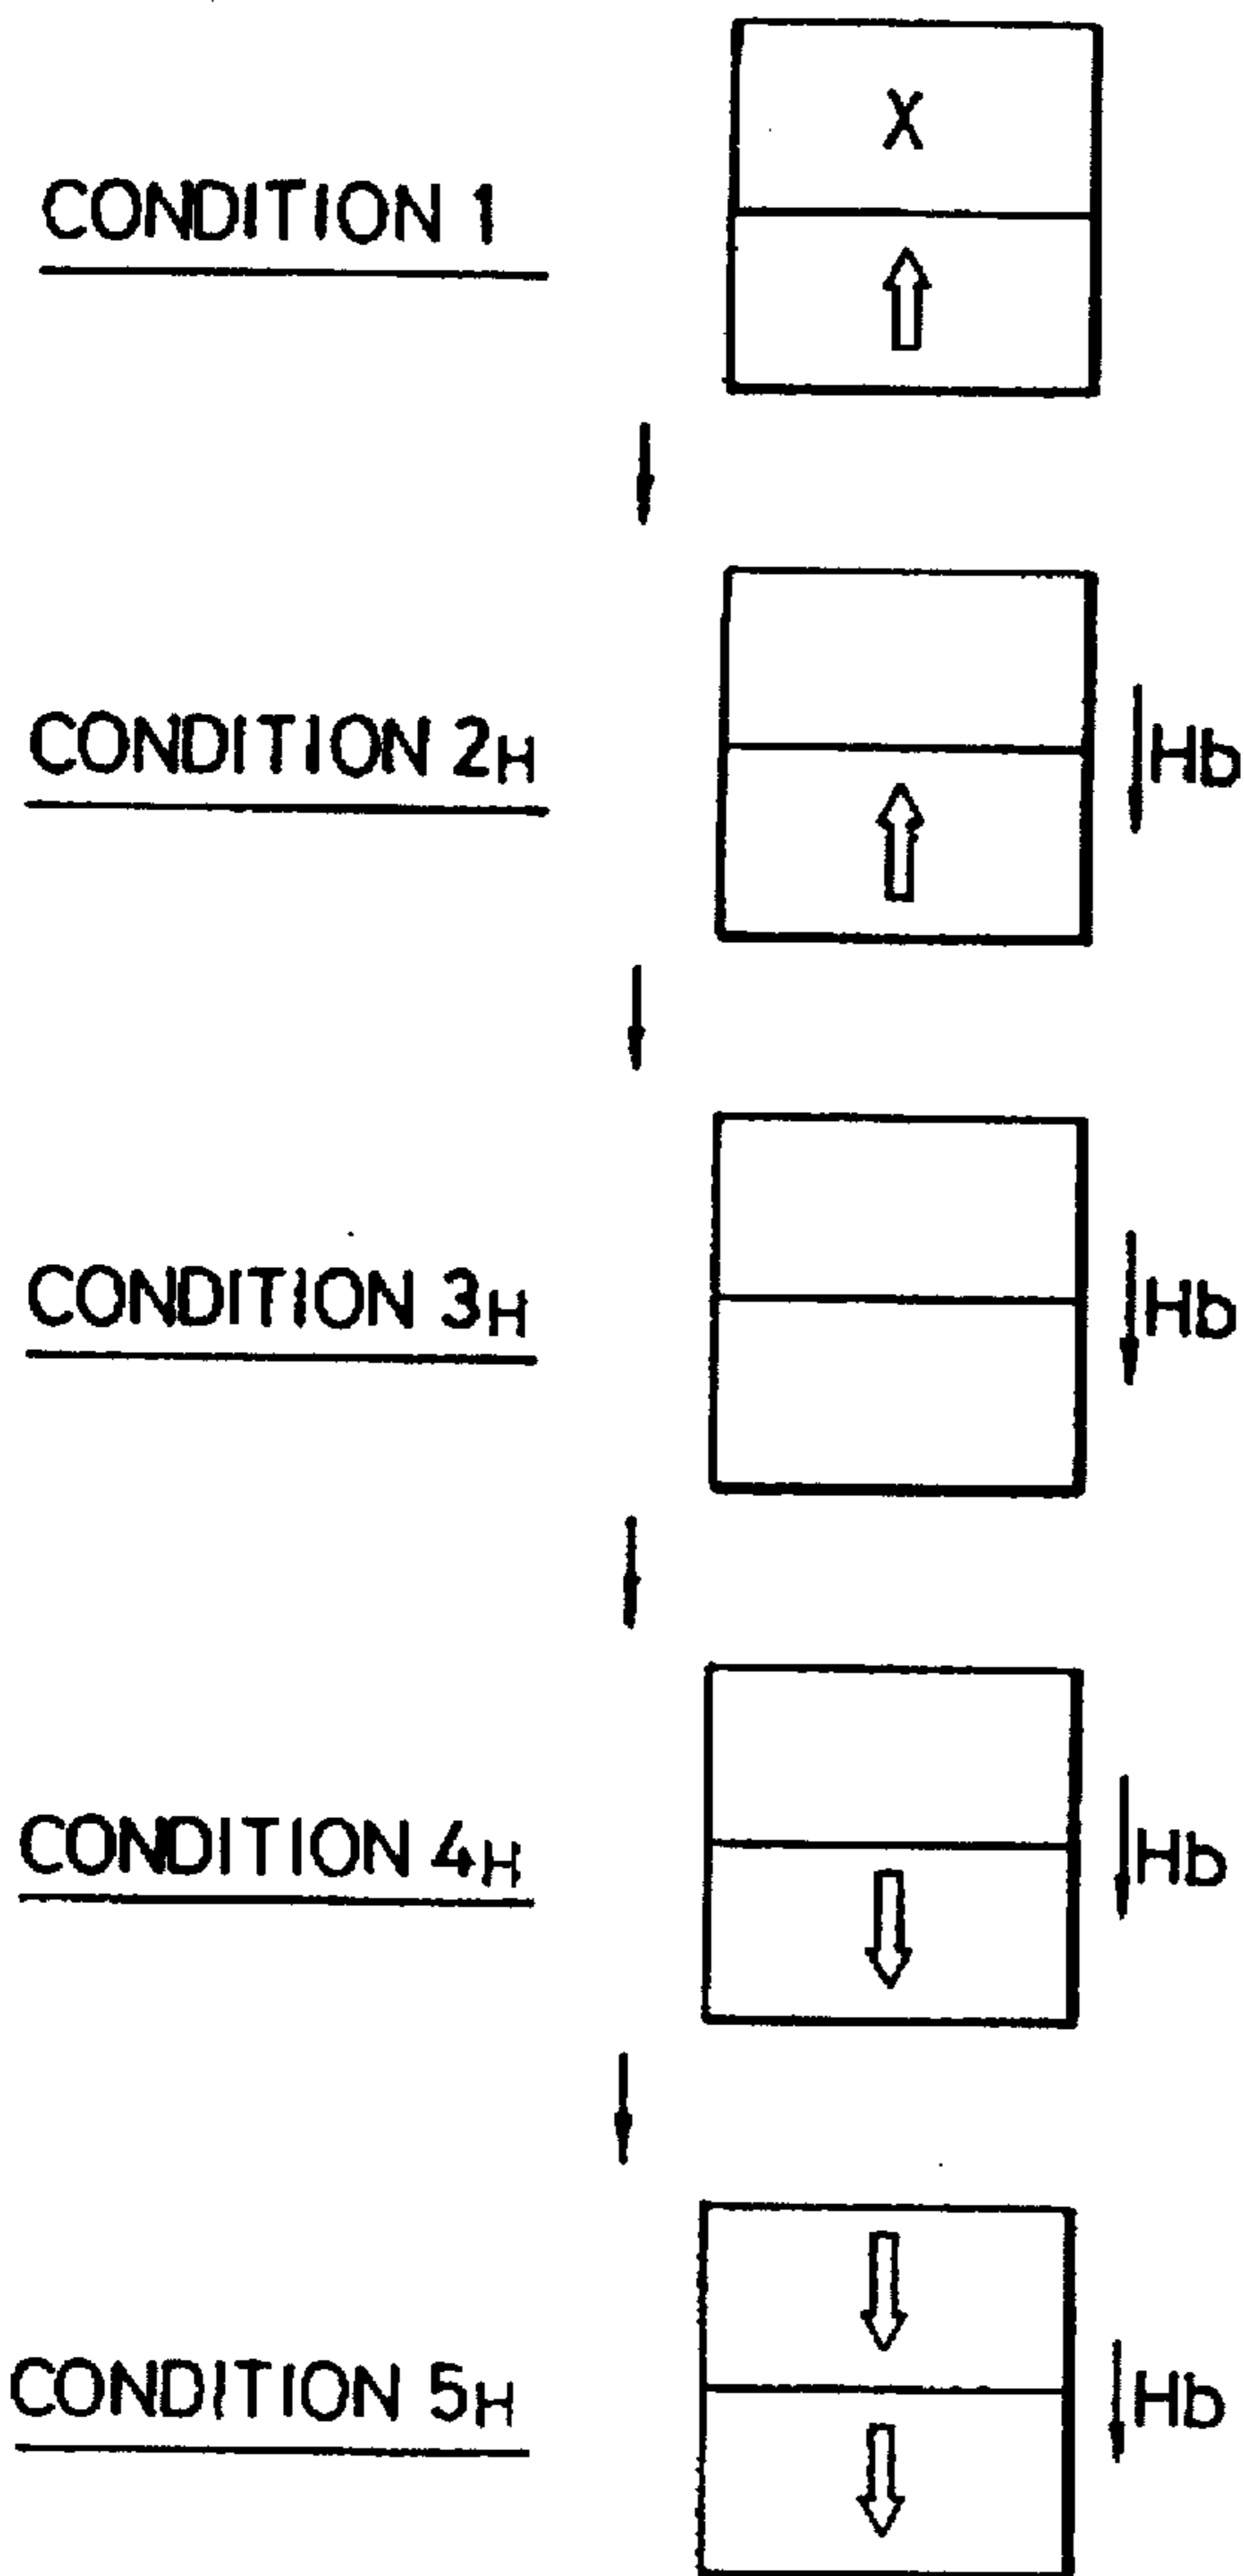 X
CONDITION 1
CONDITION 2H
Hb
CONDITION 3H
Hb
CONDITION 4H
Hb
CONDITION 5H
Hb